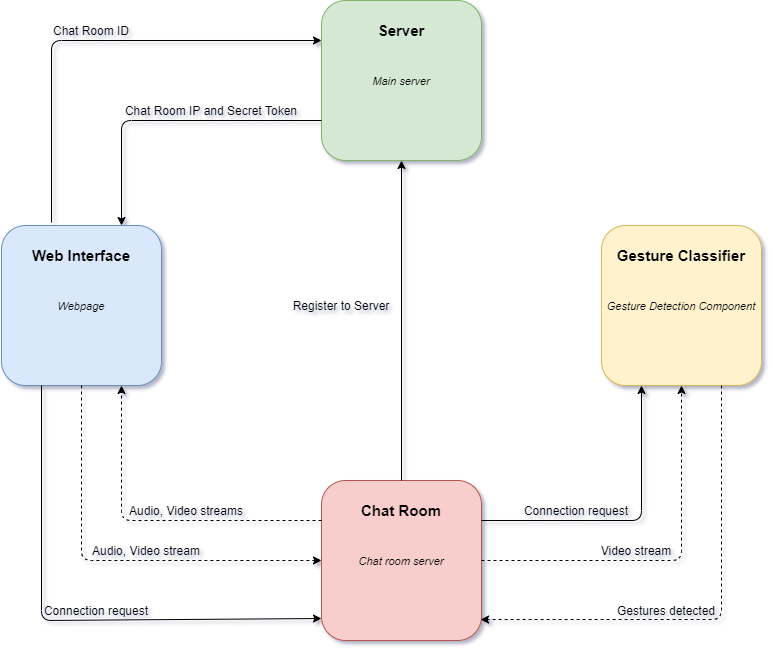 Chat Room ID
Server
Main server
Chat Room IP and Secret Token
Web Interface
Webpage
Gesture Classifier
Gesture Detection Component
Register to Server
Chat Room
Chat room server
Audio, Video streams
Connection request
Audio, Video stream
Video stream
Connection request
Gestures detected